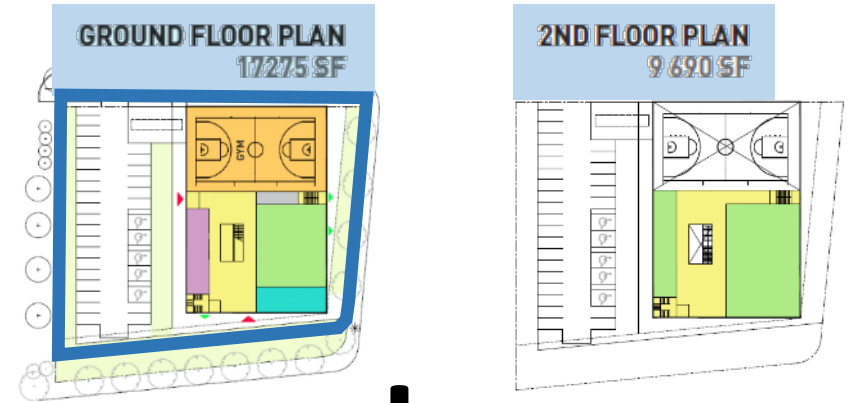 GROUND FLOOR PLAN
17275 SF
2ND FLOOR PLAN
9 690 SF
GYM